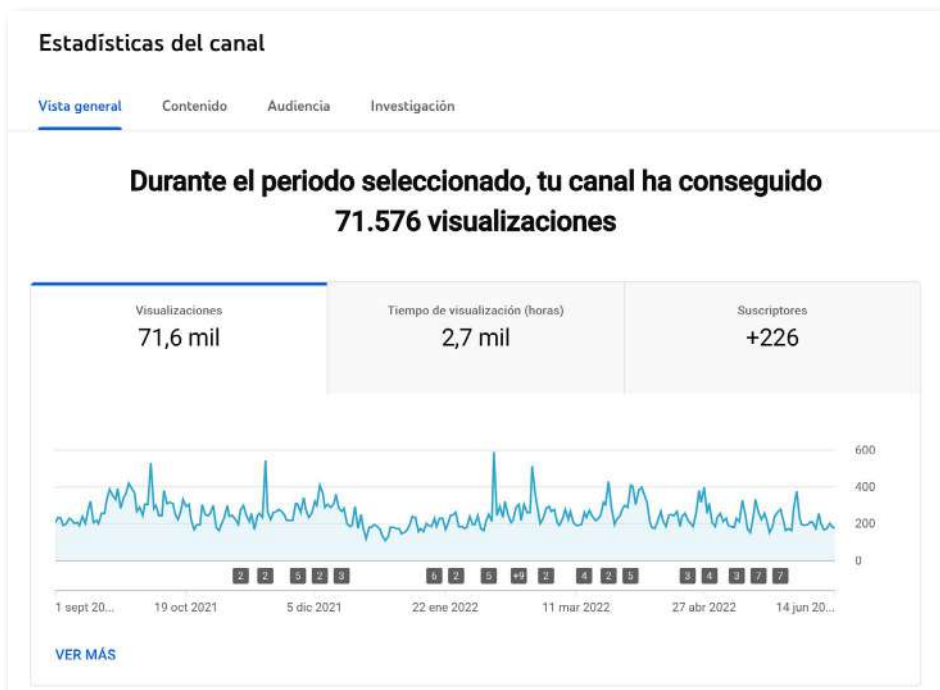 Estadísticas del canal
Vista general Contenido Audiencia Investigación
Durante el periodo seleccionado, tu canal ha conseguido
71.576 visualizaciones
Visualizaciones Tiempo de visualización (horas) Suscriptores
71,6 mil 2,7 mil +226
600
400
200
0
2 2 5 2 3 6 2 5 +9 2 4 2 5 3 4 3 7 7
1 sept 20... 19 oct 2021 5 dic 2021 22 ene 2022 11 mar 2022 27 abr 2022 14 jun 20...
VER MÁS